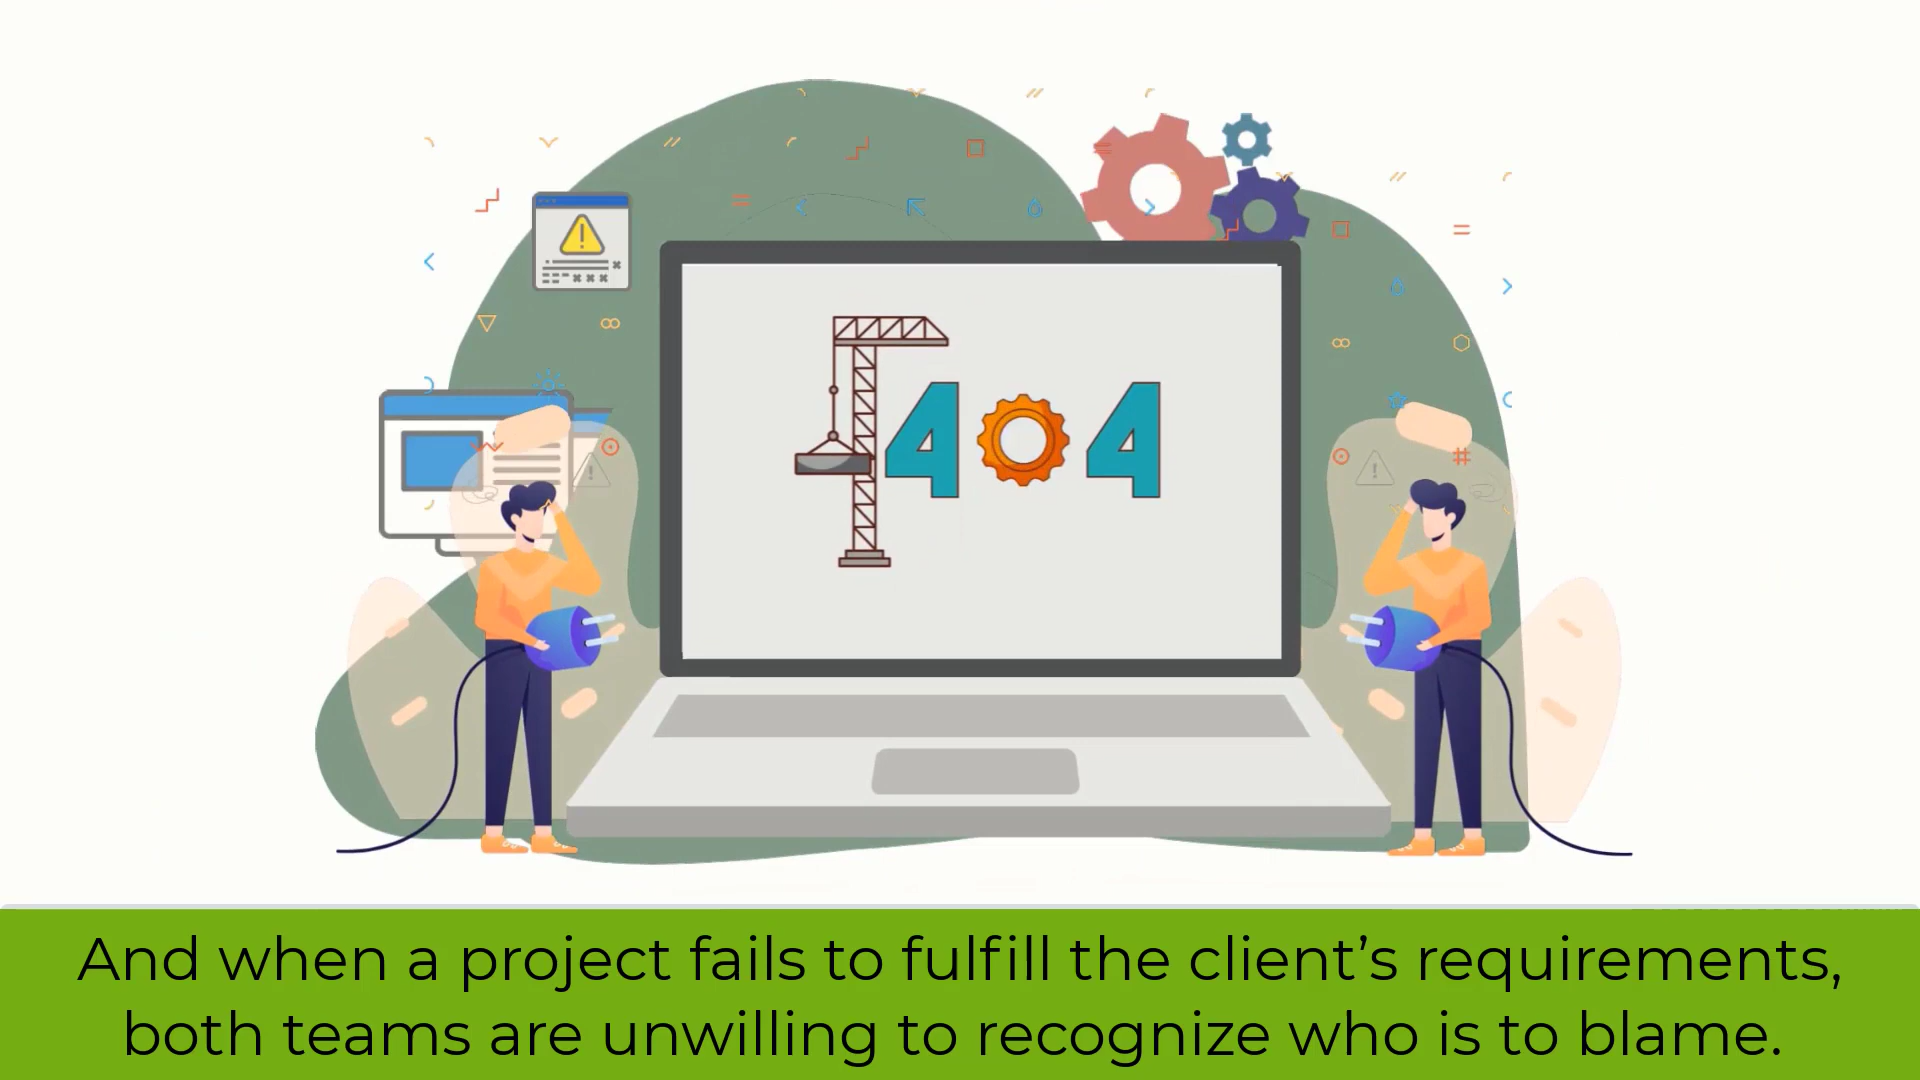 404
And when a project fails to fulfill the client’s requirements,
both teams are unwilling to recognize who is to blame.